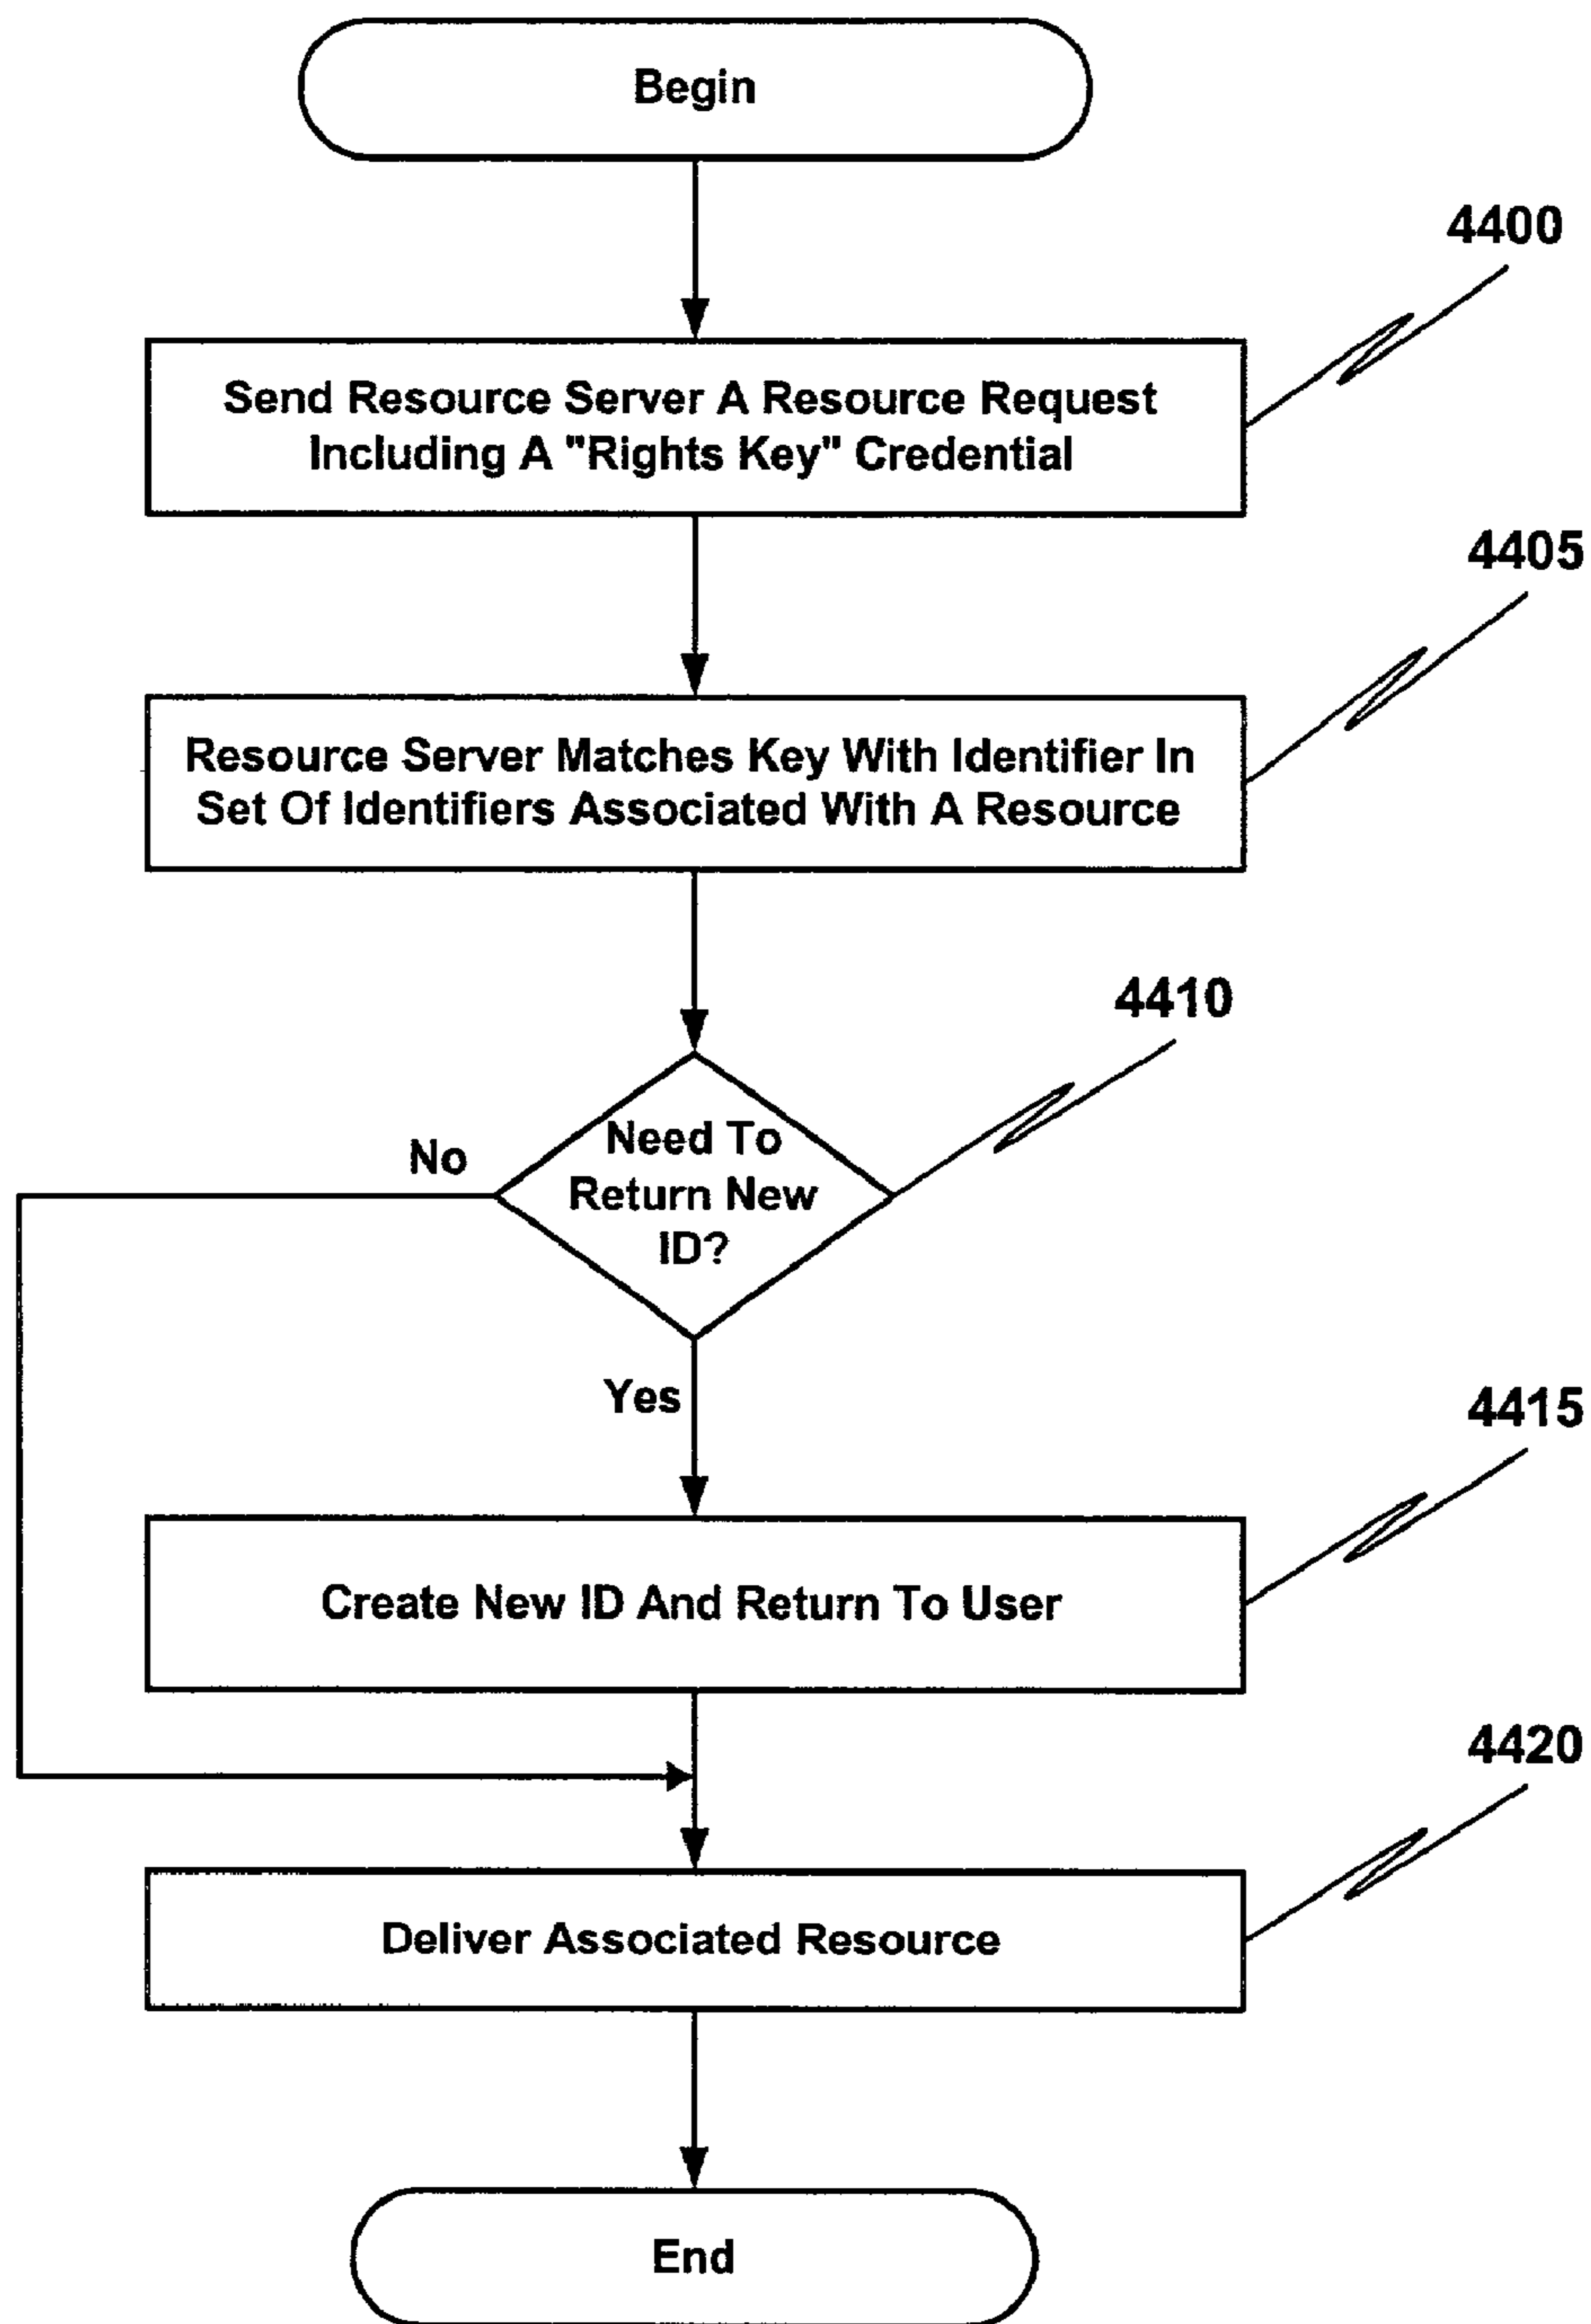 Begin
4400
Send Resource Server A Resource Request
Including A "Rights Key" Credential
4405
Resource Server Matches Key With Identifier In
Set Of Identifiers Associated With A Resource
4410
Need To
Return New
ID?
No
Yes
4415
Create New ID And Return To User
4420
Deliver Associated Resource
End